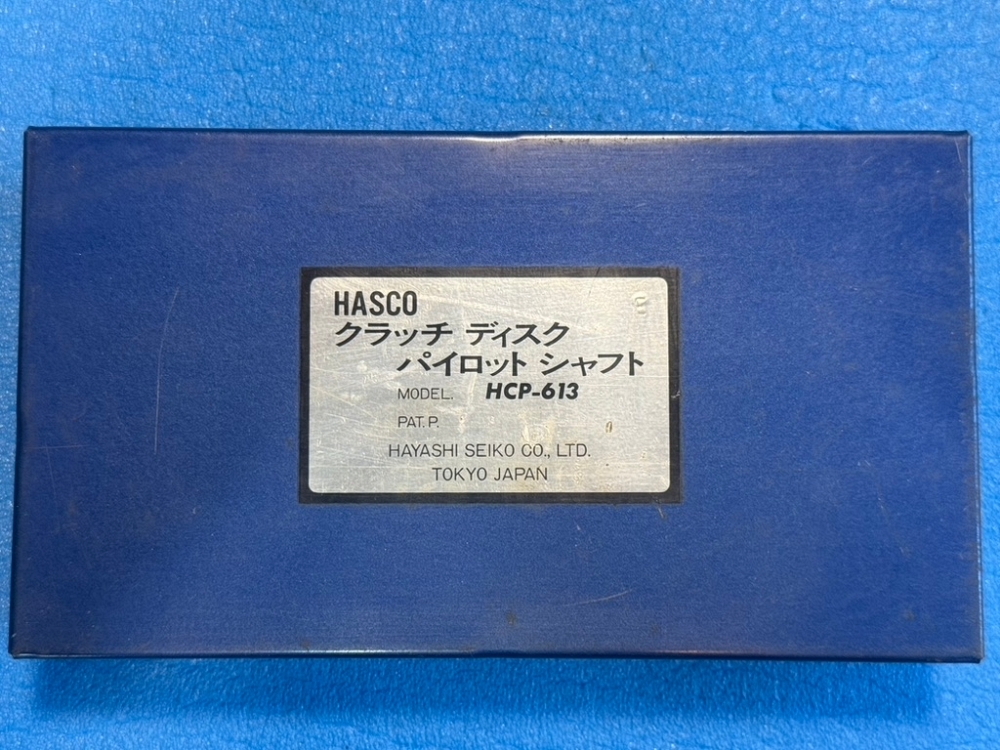 HASCO
クラッチ ディスク
パイロット シャフト
MODEL. HCP-613
PAT. P.
HAYASHI SEIKO CO., LTD.
TOKYO JAPAN